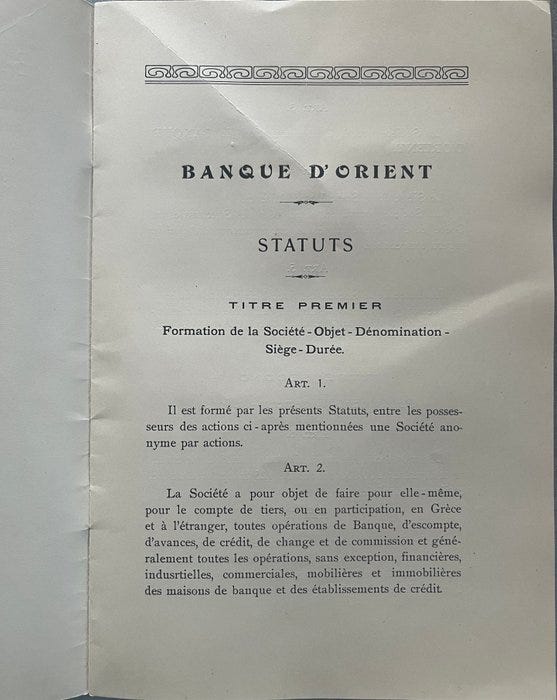 BANQUE D'ORIENT
STATUTS
TITRE PREMIER
Formation de la Société - Objet - Dénomination -
Siège - Durée.
ART. 1.
Il est formé par les présents Statuts, entre les posses-
seurs des actions ci-après mentionnées une Société ano-
nyme par actions.
ART. 2.
La Société a pour objet de faire pour elle-même,
pour le compte de tiers, ou en participation, en Grèce
et à l'étranger, toutes opérations de Banque, d'escompte,
d'avances, de crédit, de change et de commission et géné-
ralement toutes les opérations, sans exception, financières,
indusrtielles, commerciales, mobilières et immobilières
des maisons de banque et des établissements de crédit.